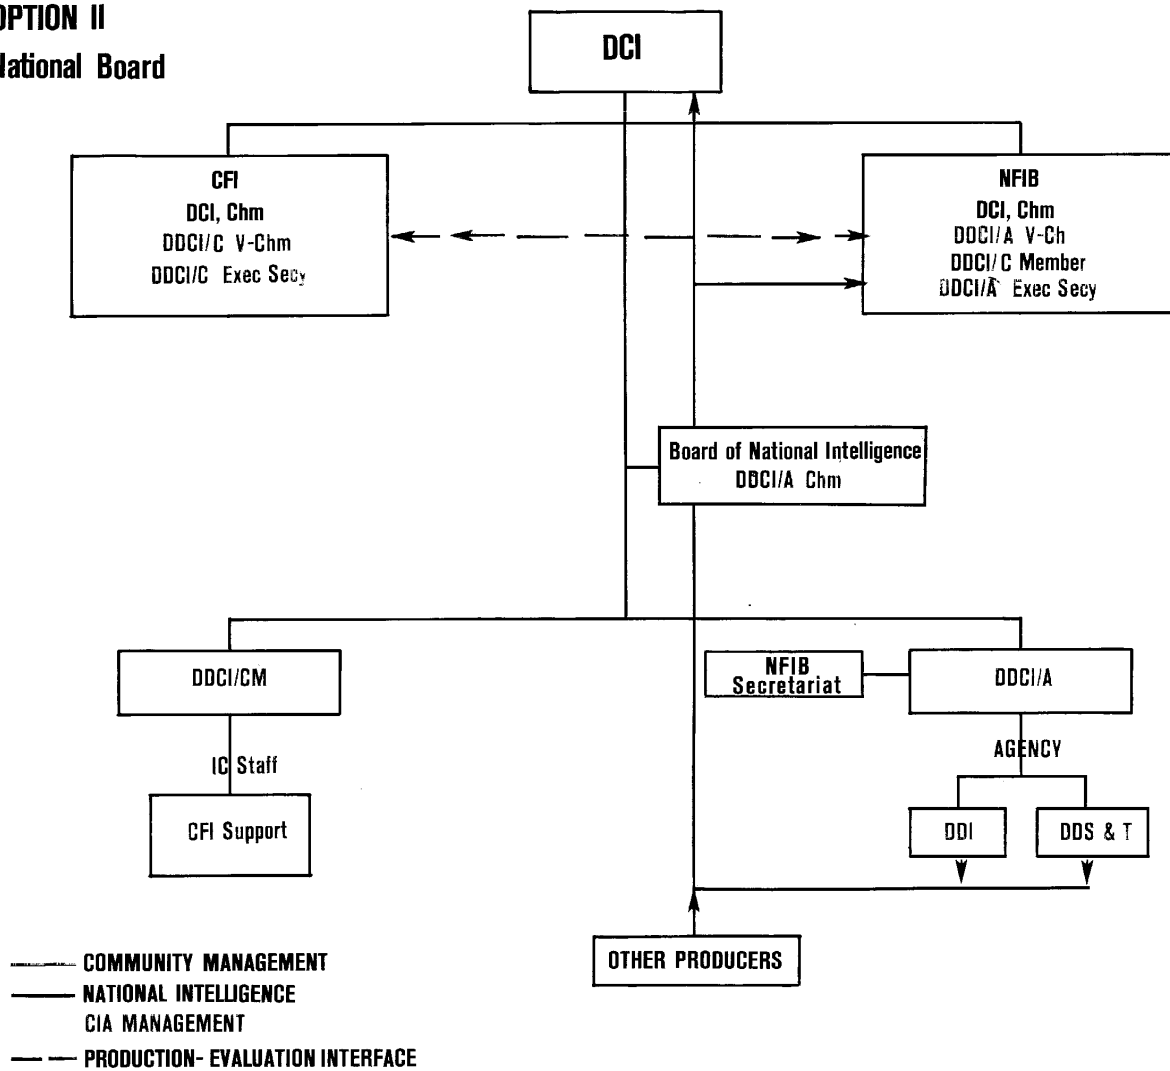 OPTION II
National Board
DCI
CFI
DCI, Chm
DDCI/C V-Chm
DDCI/C Exec Secy
NFIB
DCI, Chm
DDCI/A V-Ch
DDCI/C Member
DDCI/A Exec Secy
Board of National Intelligence
DDCI/A Chm
DDCI/CM
NFIB
Secretariat
DDCI/A
IC Staff
AGENCY
CFI Support
DDI
DDS & T
OTHER PRODUCERS
COMMUNITY MANAGEMENT
NATIONAL INTELLIGENCE
CIA MANAGEMENT
PRODUCTION- EVALUATION INTERFACE